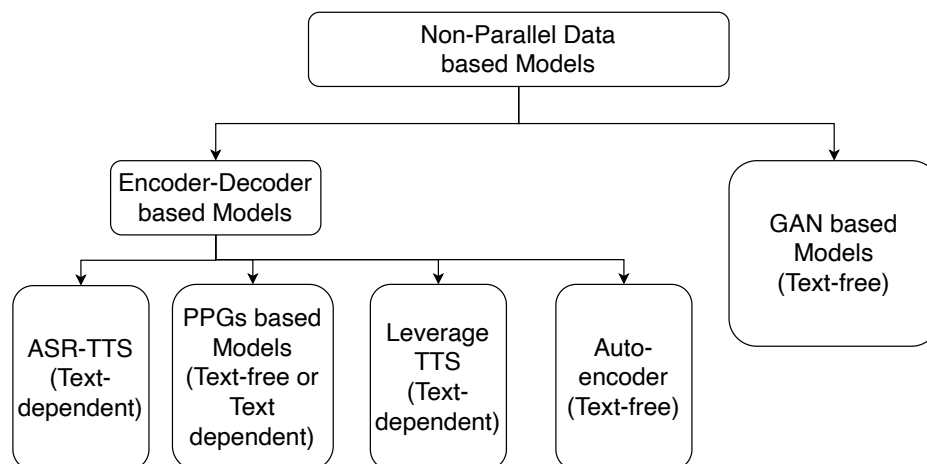 Non-Parallel Data
based Models
Encoder-Decoder
based Models
GAN based
Models
(Text-free)
ASR-TTS
(Text-
dependent)
PPGs based
Models
(Text-free or
Text
dependent)
Leverage
TTS
(Text-
dependent)
Auto-
encoder
(Text-free)